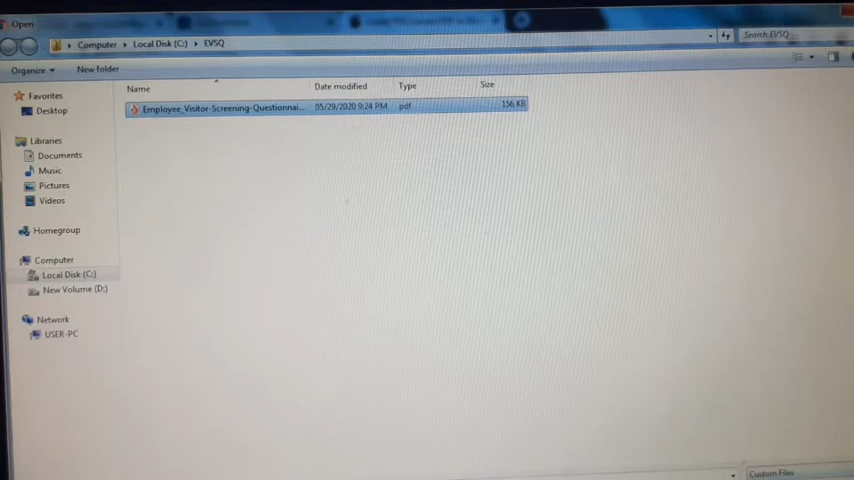 Open
Computer ▸ Local Disk (C:) ▸ EVSQ
Search EVSQ
Organize
New folder
Name Date modified Type Size
Employee_Visitor-Screening-Questionnai... 05/29/2020 9:24 PM pdf 156 KB
Favorites
Desktop
Libraries
Documents
Music
Pictures
Videos
Homegroup
Computer
Local Disk (C:)
New Volume (D:)
Network
USER-PC
Custom Files